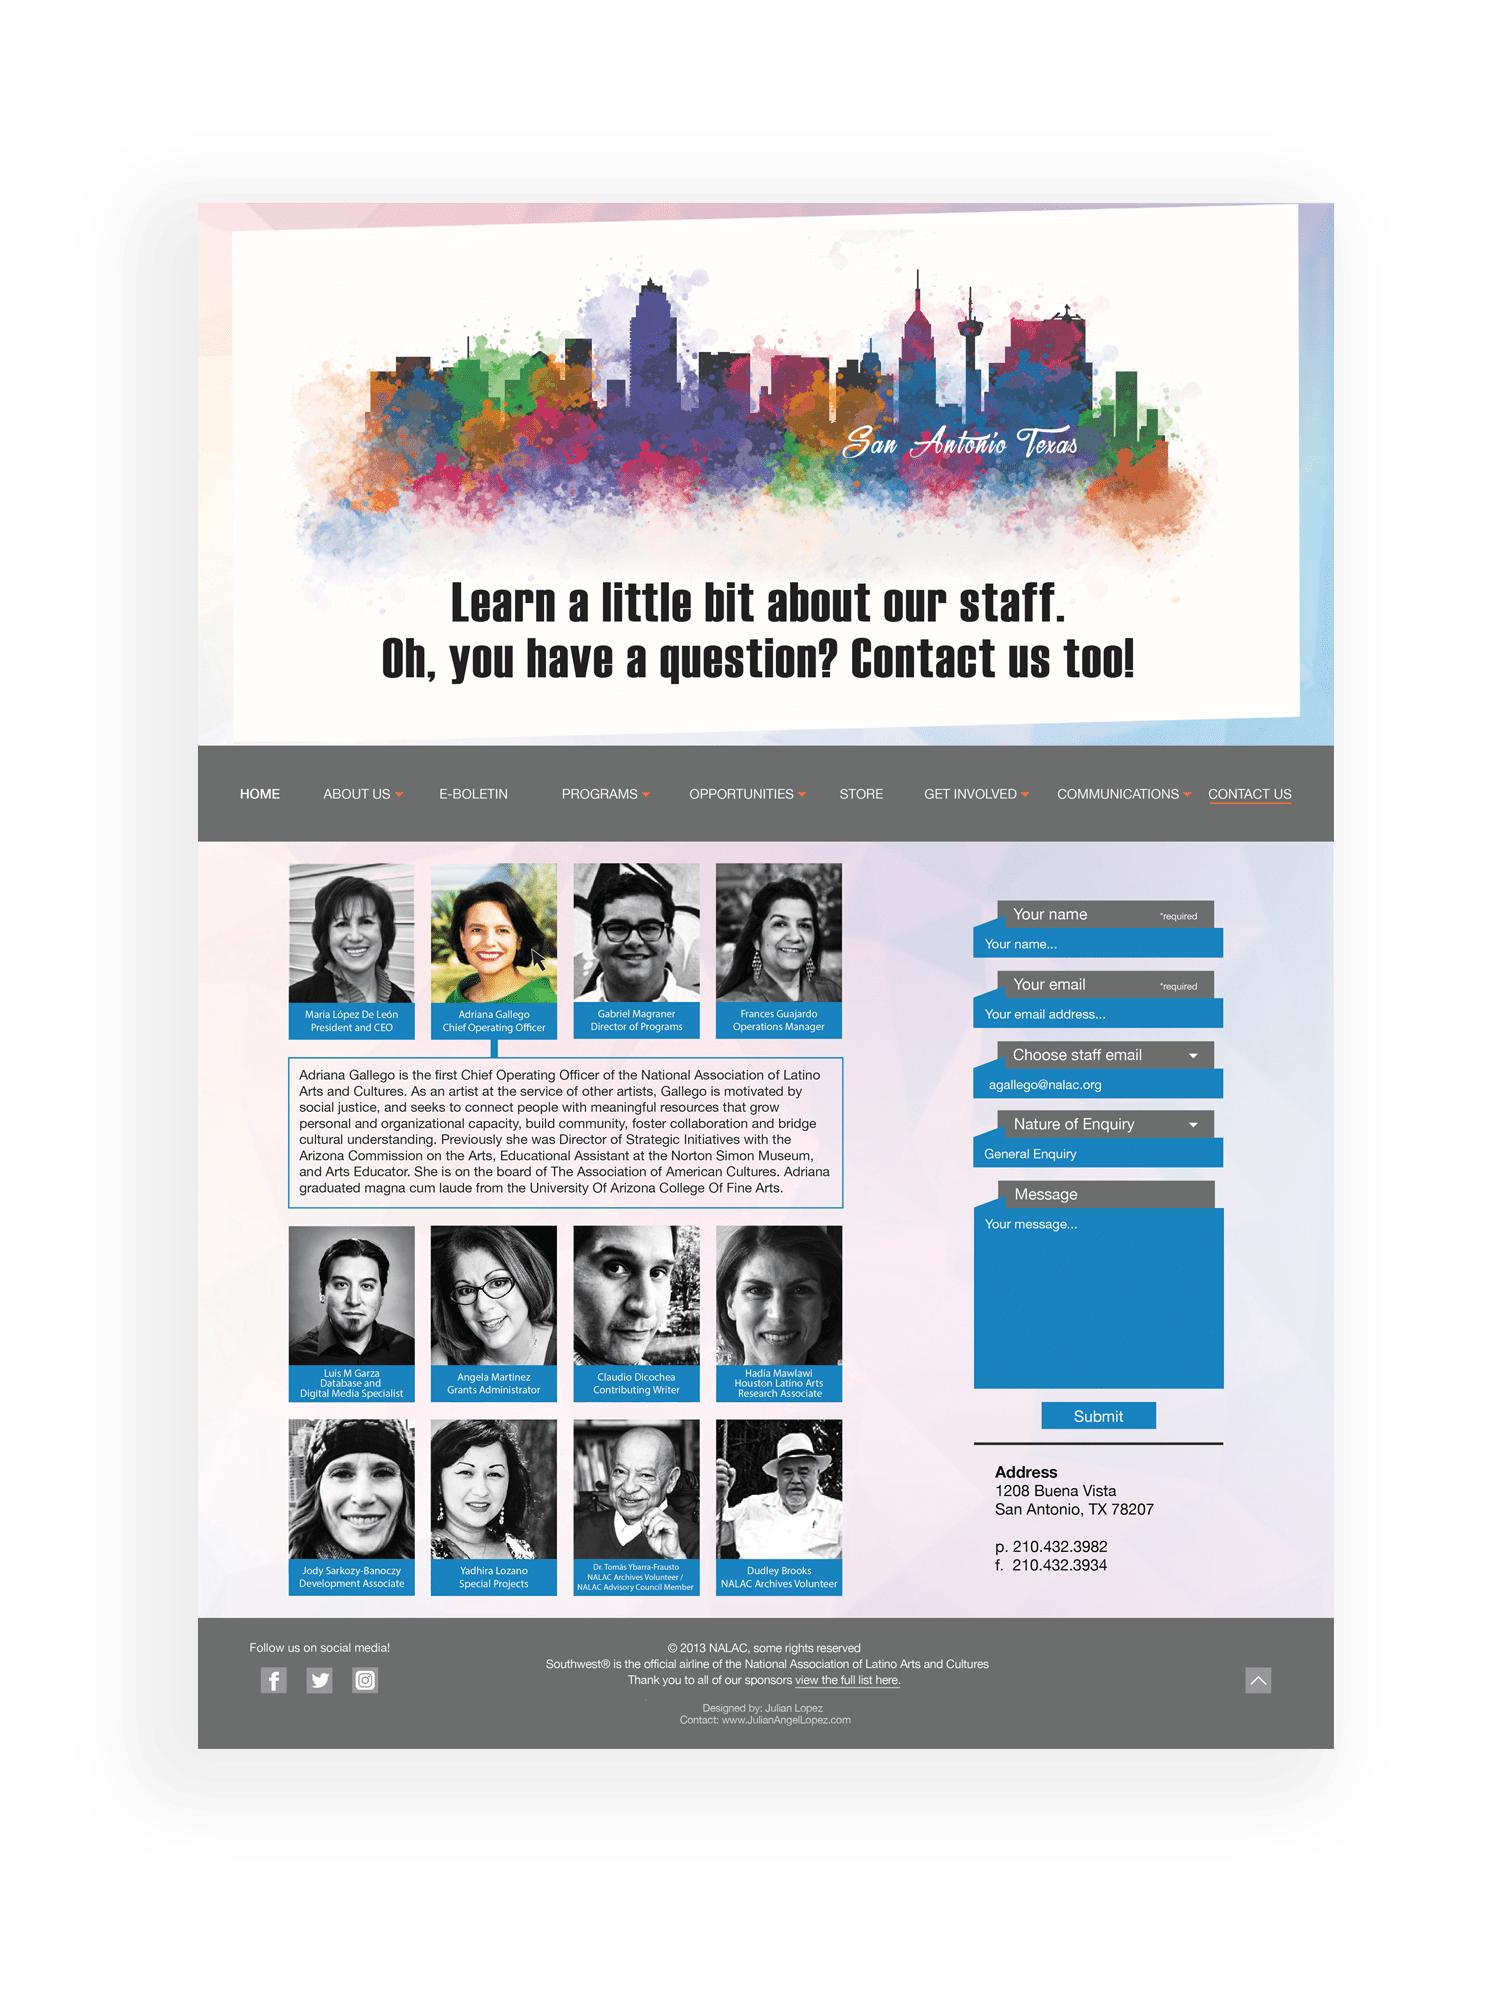 San Antonio Texas
Learn a little bit about our staff.
Oh, you have a question? Contact us too!
HOME ABOUT US E-BOLETIN PROGRAMS OPPORTUNITIES STORE GET INVOLVED COMMUNICATIONS CONTACT US
Maria López De León
President and CEO
Adriana Gallego
Chief Operating Officer
Gabriel Magraner
Director of Programs
Frances Guajardo
Operations Manager
Adriana Gallego is the first Chief Operating Officer of the National Association of Latino
Arts and Cultures. As an artist at the service of other artists, Gallego is motivated by
social justice, and seeks to connect people with meaningful resources that grow
personal and organizational capacity, build community, foster collaboration and bridge
cultural understanding. Previously she was Director of Strategic Initiatives with the
Arizona Commission on the Arts, Educational Assistant at the Norton Simon Museum,
and Arts Educator. She is on the board of The Association of American Cultures. Adriana
graduated magna cum laude from the University Of Arizona College Of Fine Arts.
Luis M Garza
Database and
Digital Media Specialist
Angela Martinez
Grants Administrator
Claudio Dicochea
Contributing Writer
Hadia Mawlawi
Houston Latino Arts
Research Associate
Jody Sarkozy-Banoczy
Development Associate
Yadhira Lozano
Special Projects
Dr. Tomás Ybarra-Frausto
NALAC Archives Volunteer /
NALAC Advisory Council Member
Dudley Brooks
NALAC Archives Volunteer
Your name *required
Your name...
Your email *required
Your email address...
Choose staff email
agallego@nalac.org
Nature of Enquiry
General Enquiry
Message
Your message...
Submit
Address
1208 Buena Vista
San Antonio, TX 78207
p. 210.432.3982
f. 210.432.3934
Follow us on social media!
© 2013 NALAC, some rights reserved
Southwest® is the official airline of the National Association of Latino Arts and Cultures
Thank you to all of our sponsors view the full list here.
Designed by: Julian Lopez
Contact: www.JulianAngelLopez.com